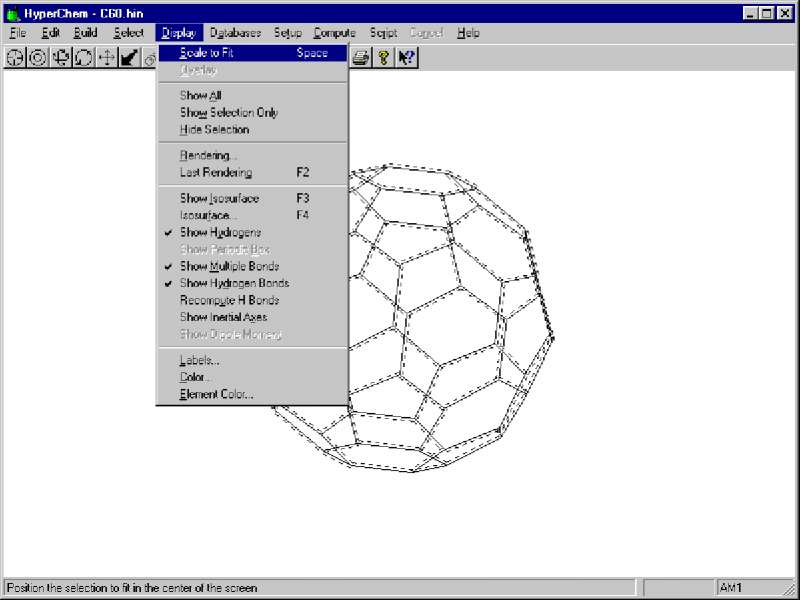 HyperChem - C60.hin
File Edit Build Select Display Databases Setup Compute Script Cancel Help
Scale to Fit Space
Overlay
Show All
Show Selection Only
Hide Selection
Rendering...
Last Rendering F2
Show Isosurface F3
Isosurface... F4
Show Hydrogens
Show Periodic Box
Show Multiple Bonds
Show Hydrogen Bonds
Recompute H Bonds
Show Inertial Axes
Show Dipole Moment
Labels...
Color...
Element Color...
Position the selection to fit in the center of the screen
AM1